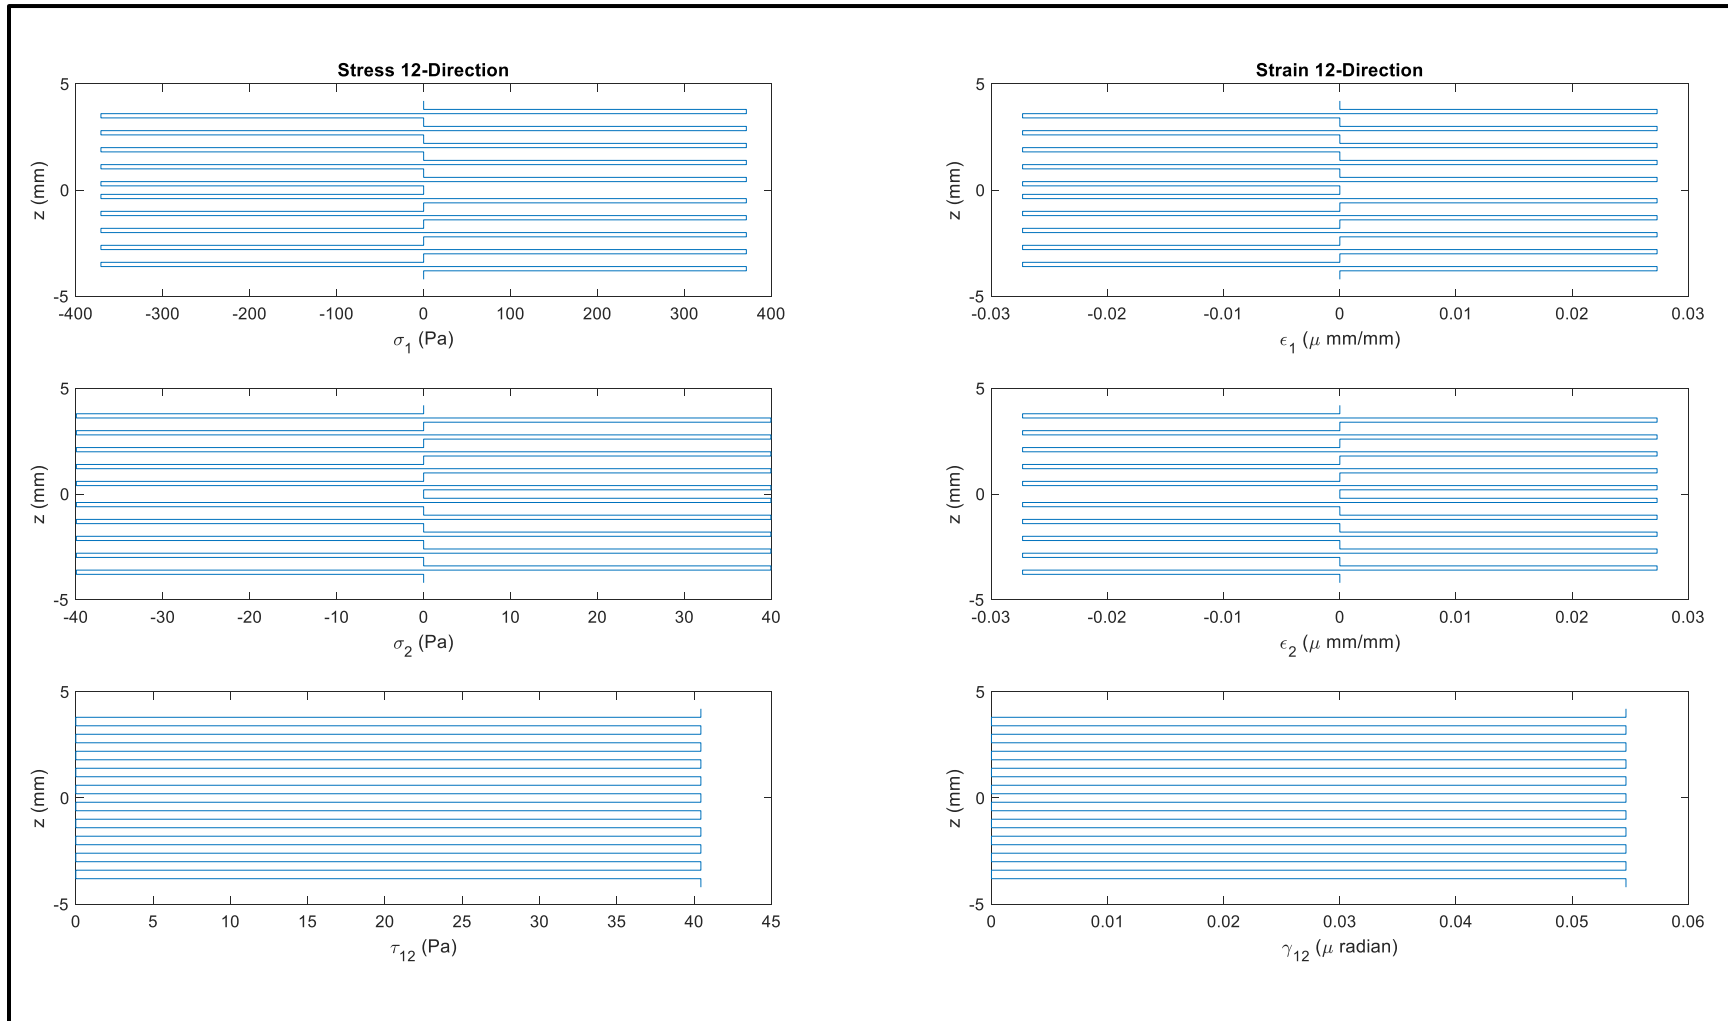 Stress 12-Direction
5
0
-5
z (mm)
-400 -300 -200 -100 0 100 200 300 400
σ1 (Pa)
Strain 12-Direction
5
0
-5
z (mm)
-0.03 -0.02 -0.01 0 0.01 0.02 0.03
ϵ1 (μ mm/mm)
5
0
-5
z (mm)
-40 -30 -20 -10 0 10 20 30 40
σ2 (Pa)
5
0
-5
z (mm)
-0.03 -0.02 -0.01 0 0.01 0.02 0.03
ϵ2 (μ mm/mm)
5
0
-5
z (mm)
0 5 10 15 20 25 30 35 40 45
τ12 (Pa)
5
0
-5
z (mm)
0 0.01 0.02 0.03 0.04 0.05 0.06
γ12 (μ radian)